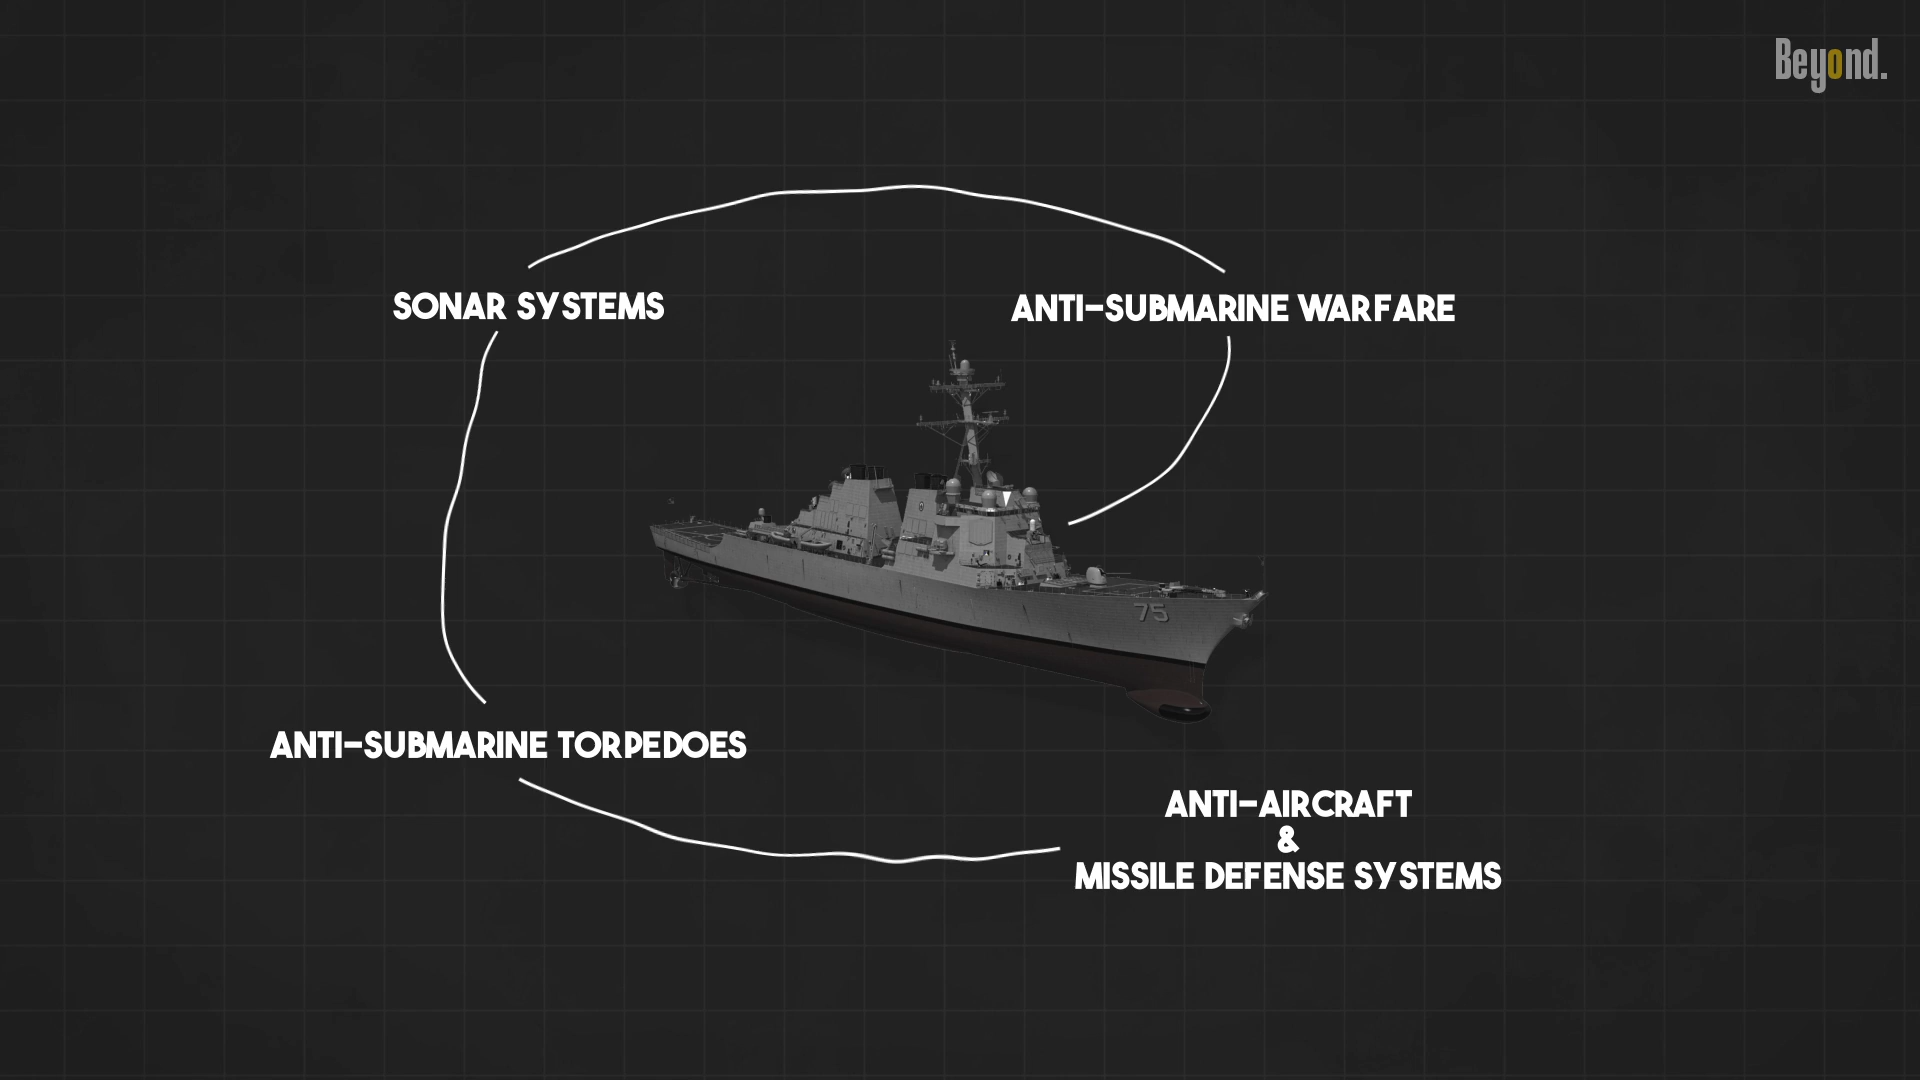 Beyond.
SONAR SYSTEMS
ANTI-SUBMARINE WARFARE
75
ANTI-SUBMARINE TORPEDOES
ANTI-AIRCRAFT
&
MISSILE DEFENSE SYSTEMS